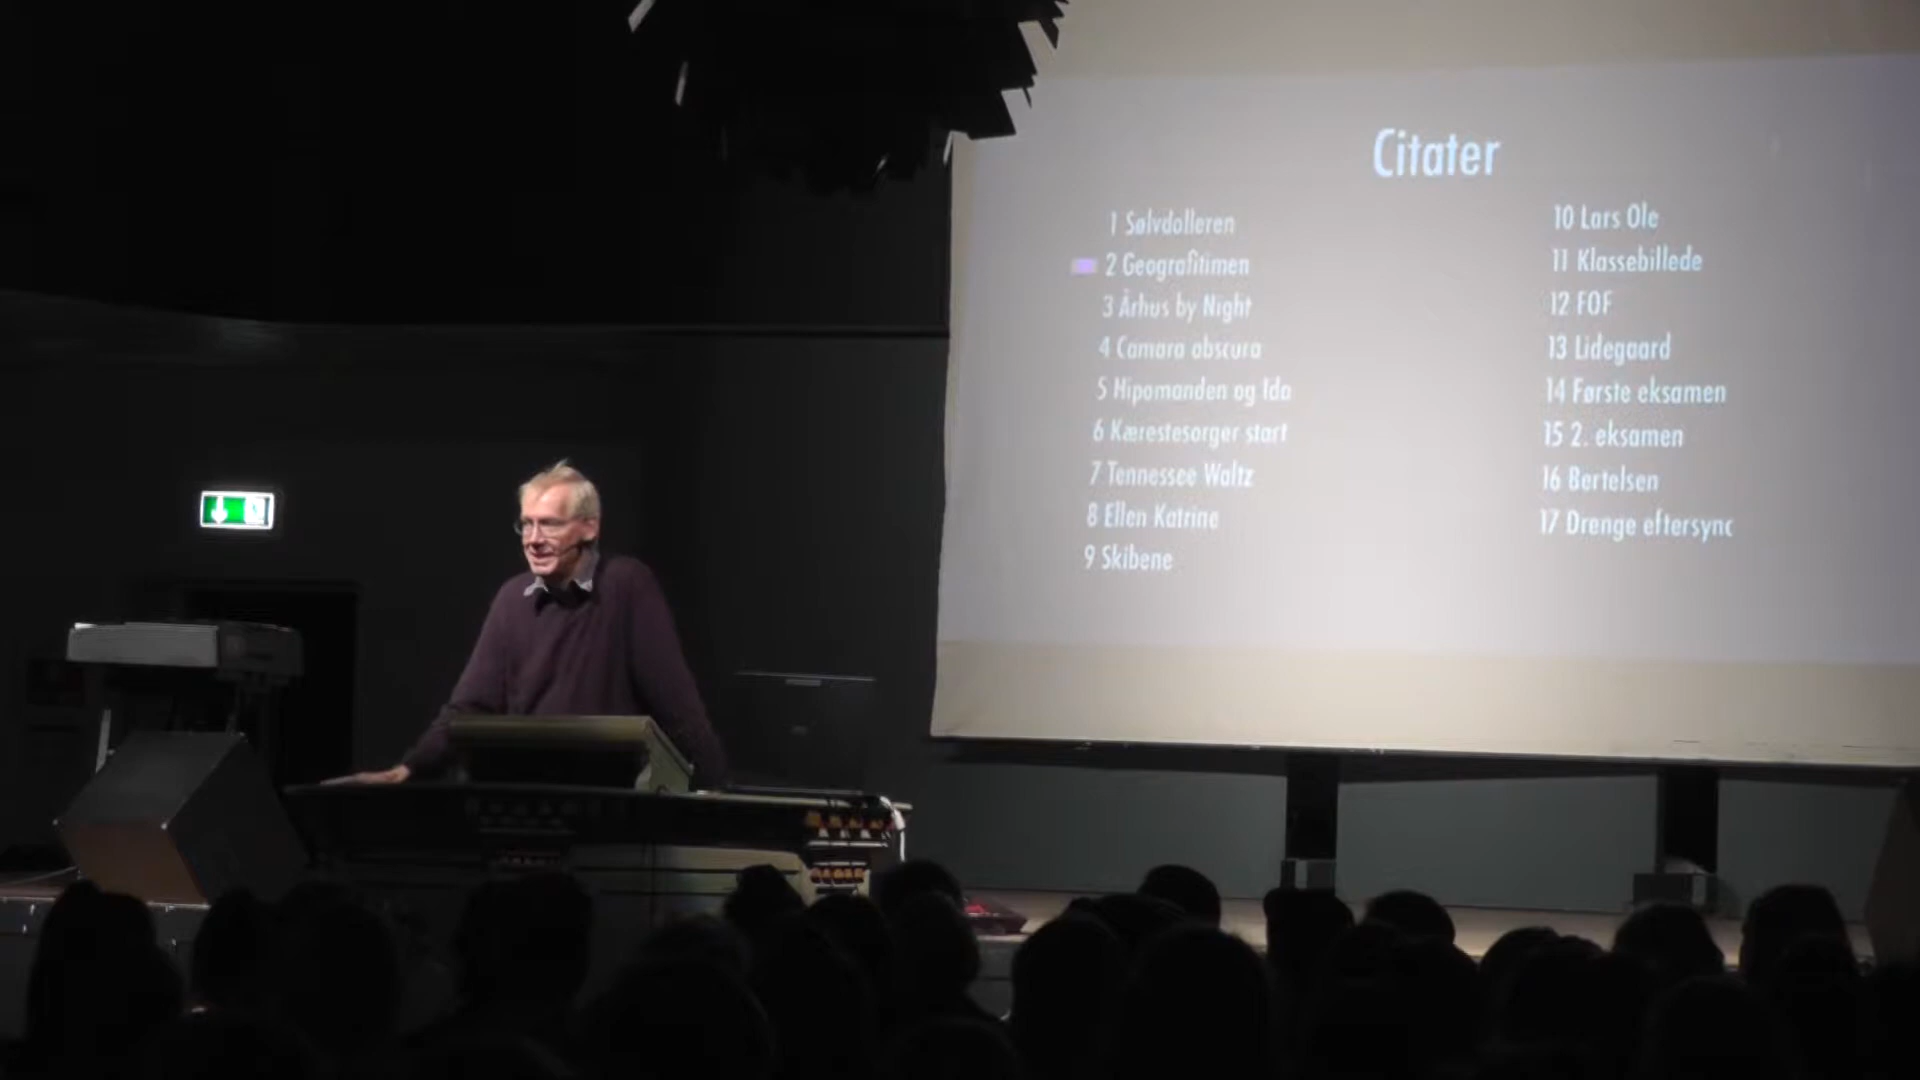 Citater
1 Sølvdolleren
2 Geografitimen
3 Århus by Night
4 Camara obscura
5 Hipomanden og Ida
6 Kærestesorger start
7 Tennessee Waltz
8 Ellen Katrine
9 Skibene
10 Lars Ole
11 Klassebillede
12 FOF
13 Lidegaard
14 Første eksamen
15 2. eksamen
16 Bertelsen
17 Drenge eftersync